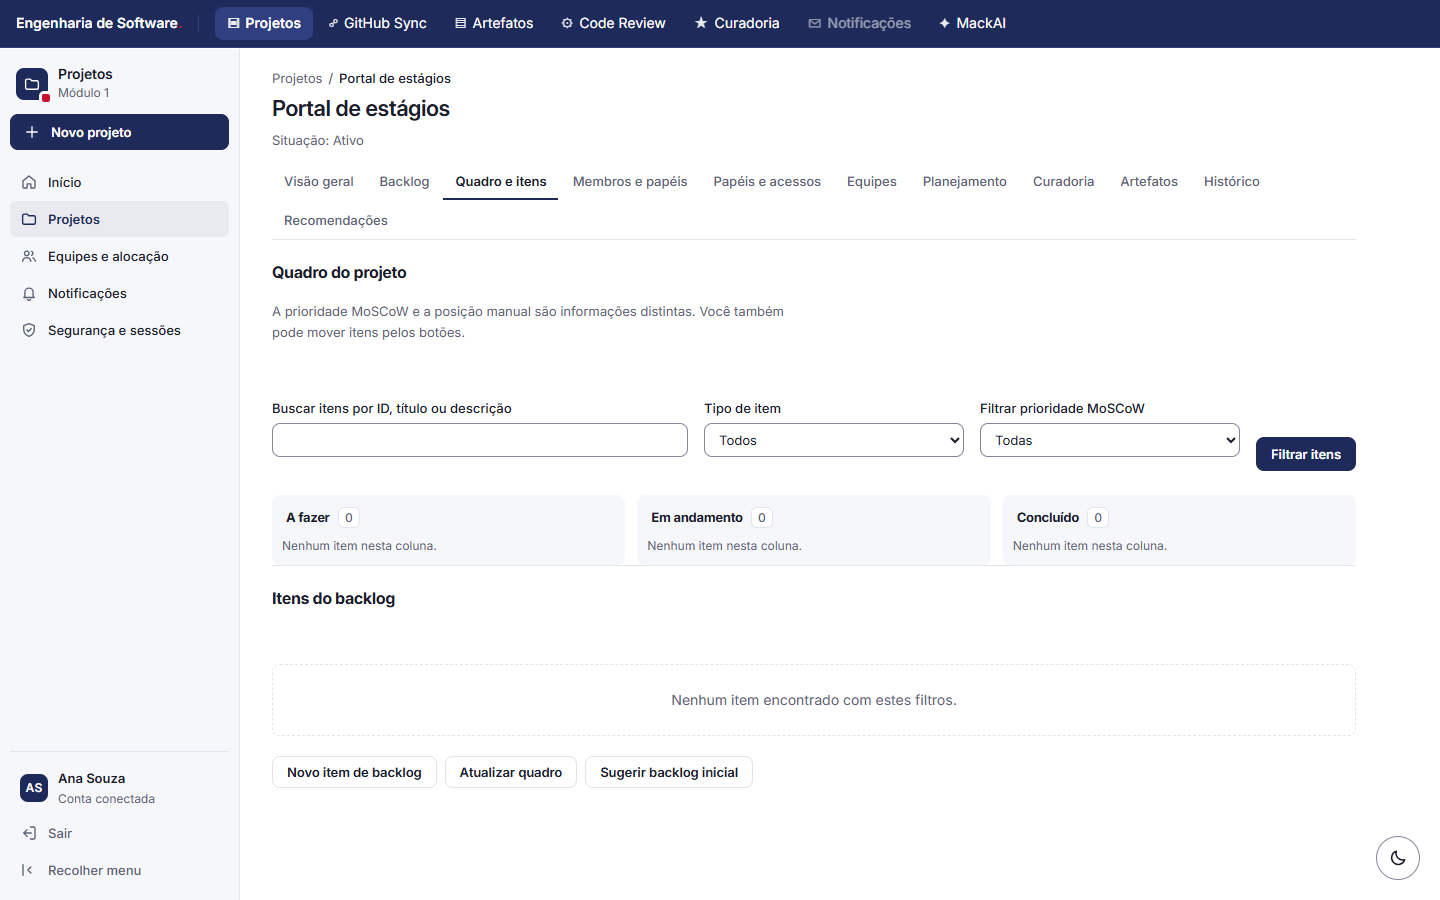 Engenharia de Software
Projetos
GitHub Sync
Artefatos
Code Review
Curadoria
Notificações
MackAI
Projetos
Módulo 1
Novo projeto
Início
Projetos
Equipes e alocação
Notificações
Segurança e sessões
AS
Ana Souza
Conta conectada
Sair
Recolher menu
Projetos / Portal de estágios
Portal de estágios
Situação: Ativo
Visão geral
Backlog
Quadro e itens
Membros e papéis
Papéis e acessos
Equipes
Planejamento
Curadoria
Artefatos
Histórico
Recomendações
Quadro do projeto
A prioridade MoSCoW e a posição manual são informações distintas. Você também
pode mover itens pelos botões.
Buscar itens por ID, título ou descrição
Tipo de item
Todos
Filtrar prioridade MoSCoW
Todas
Filtrar itens
A fazer 0
Nenhum item nesta coluna.
Em andamento 0
Nenhum item nesta coluna.
Concluído 0
Nenhum item nesta coluna.
Itens do backlog
Nenhum item encontrado com estes filtros.
Novo item de backlog
Atualizar quadro
Sugerir backlog inicial